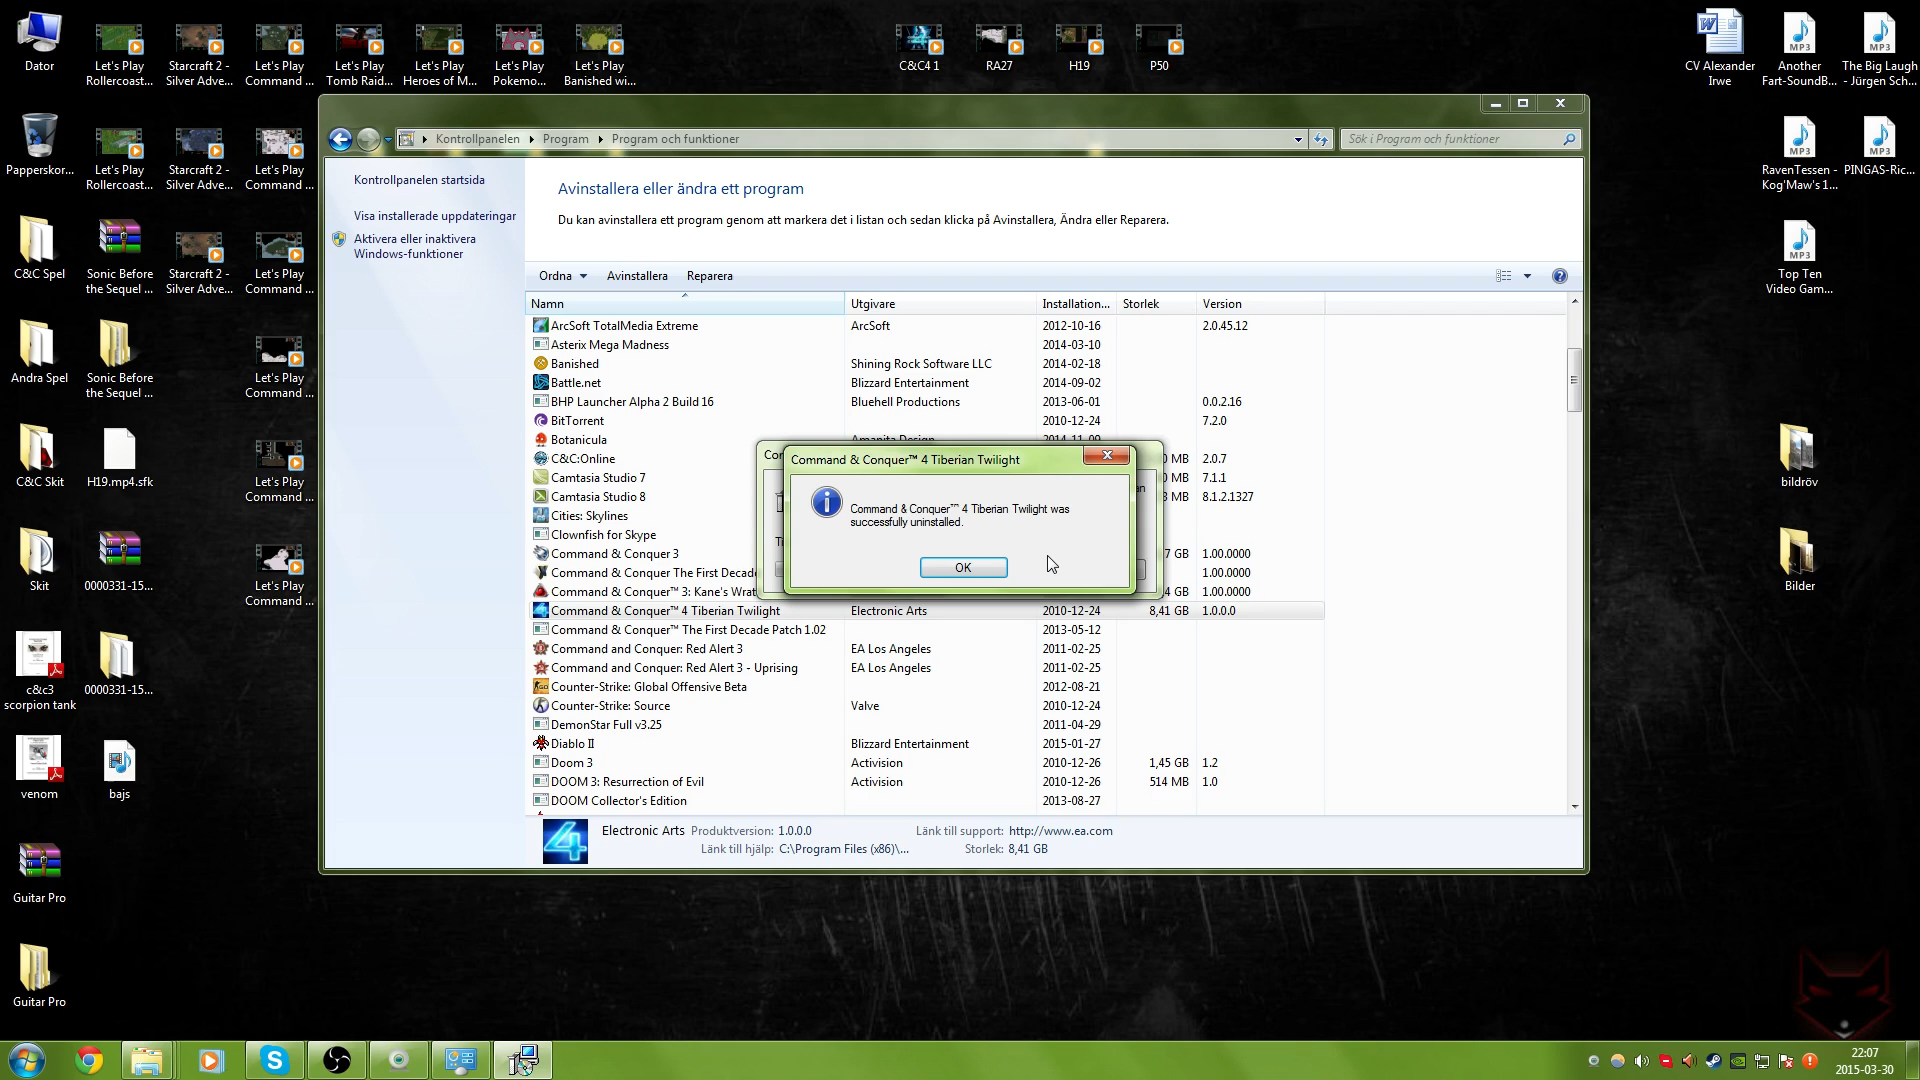 Dator
Let's Play Rollercoast...
Starcraft 2 - Silver Adve...
Let's Play Command ...
Let's Play Tomb Raid...
Let's Play Heroes of M...
Let's Play Pokemo...
Let's Play Banished wi...
C&C4 1
RA27
H19
P50
CV Alexander Irwe
Another Fart-SoundB...
The Big Laugh - Jürgen Sch...
Papperskor...
Let's Play Rollercoast...
Starcraft 2 - Silver Adve...
Let's Play Command ...
RavenTessen - Kog'Maw's 1...
PINGAS-Ric...
C&C Spel
Sonic Before the Sequel ...
Starcraft 2 - Silver Adve...
Let's Play Command ...
Top Ten Video Gam...
Andra Spel
Sonic Before the Sequel ...
Let's Play Command ...
C&C Skit
H19.mp4.sfk
Let's Play Command ...
bildröv
Skit
0000331-15...
Let's Play Command ...
Bilder
c&c3 scorpion tank
0000331-15...
venom
bajs
Guitar Pro
Guitar Pro
Kontrollpanelen Program Program och funktioner
Sök i Program och funktioner
Kontrollpanelen startsida
Visa installerade uppdateringar
Aktivera eller inaktivera
Windows-funktioner
Avinstallera eller ändra ett program
Du kan avinstallera ett program genom att markera det i listan och sedan klicka på Avinstallera, Ändra eller Reparera.
Ordna Avinstallera Reparera
Namn Utgivare Installation... Storlek Version
ArcSoft TotalMedia Extreme ArcSoft 2012-10-16 2.0.45.12
Asterix Mega Madness 2014-03-10
Banished Shining Rock Software LLC 2014-02-18
Battle.net Blizzard Entertainment 2014-09-02
BHP Launcher Alpha 2 Build 16 Bluehell Productions 2013-06-01 0.0.2.16
BitTorrent 2010-12-24 7.2.0
Botanicula Amanita Design 2014-11-09
C&C:Online 0 MB 2.0.7
Camtasia Studio 7 0 MB 7.1.1
Camtasia Studio 8 3 MB 8.1.2.1327
Cities: Skylines
Clownfish for Skype
Command & Conquer 3 7 GB 1.00.0000
Command & Conquer The First Decade 1.00.0000
Command & Conquer™ 3: Kane's Wrat 4 GB 1.00.0000
Command & Conquer™ 4 Tiberian Twilight Electronic Arts 2010-12-24 8,41 GB 1.0.0.0
Command & Conquer™ The First Decade Patch 1.02 2013-05-12
Command and Conquer: Red Alert 3 EA Los Angeles 2011-02-25
Command and Conquer: Red Alert 3 - Uprising EA Los Angeles 2011-02-25
Counter-Strike: Global Offensive Beta 2012-08-21
Counter-Strike: Source Valve 2010-12-24
DemonStar Full v3.25 2011-04-29
Diablo II Blizzard Entertainment 2015-01-27
Doom 3 Activision 2010-12-26 1,45 GB 1.2
DOOM 3: Resurrection of Evil Activision 2010-12-26 514 MB 1.0
DOOM Collector's Edition 2013-08-27
Command & Conquer™ 4 Tiberian Twilight
Command & Conquer™ 4 Tiberian Twilight was
successfully uninstalled.
OK
Electronic Arts Produktversion: 1.0.0.0 Länk till support: http://www.ea.com
Länk till hjälp: C:\Program Files (x86)\... Storlek: 8,41 GB
22:07
2015-03-30